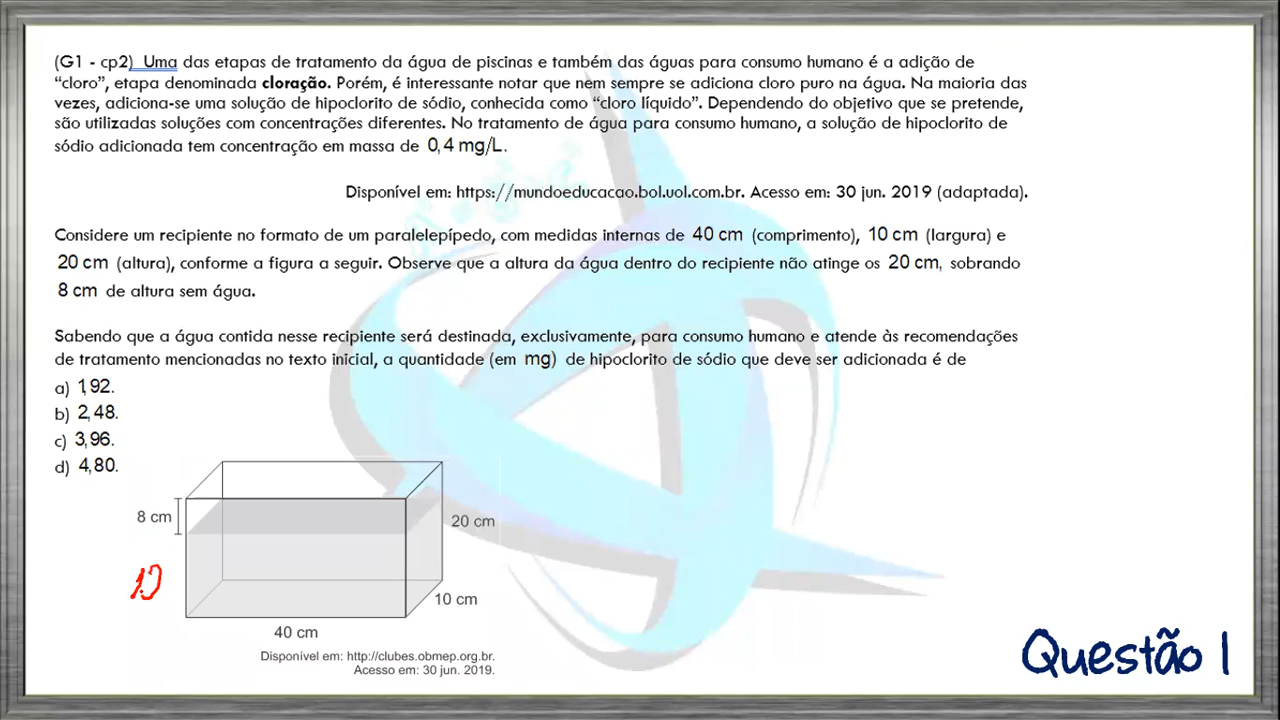 (G1 - cp2) Uma das etapas de tratamento da água de piscinas e também das águas para consumo humano é a adição de
“cloro”, etapa denominada cloração. Porém, é interessante notar que nem sempre se adiciona cloro puro na água. Na maioria das
vezes, adiciona-se uma solução de hipoclorito de sódio, conhecida como “cloro líquido”. Dependendo do objetivo que se pretende,
são utilizadas soluções com concentrações diferentes. No tratamento de água para consumo humano, a solução de hipoclorito de
sódio adicionada tem concentração em massa de 0,4 mg/L.
Disponível em: https://mundoeducacao.bol.uol.com.br. Acesso em: 30 jun. 2019 (adaptada).
Considere um recipiente no formato de um paralelepípedo, com medidas internas de 40 cm (comprimento), 10 cm (largura) e
20 cm (altura), conforme a figura a seguir. Observe que a altura da água dentro do recipiente não atinge os 20 cm, sobrando
8 cm de altura sem água.
Sabendo que a água contida nesse recipiente será destinada, exclusivamente, para consumo humano e atende às recomendações
de tratamento mencionadas no texto inicial, a quantidade (em mg) de hipoclorito de sódio que deve ser adicionada é de
a) 1,92.
b) 2,48.
c) 3,96.
d) 4,80.
8 cm
20 cm
10 cm
40 cm
Disponível em: http://clubes.obmep.org.br.
Acesso em: 30 jun. 2019.
Questão 1